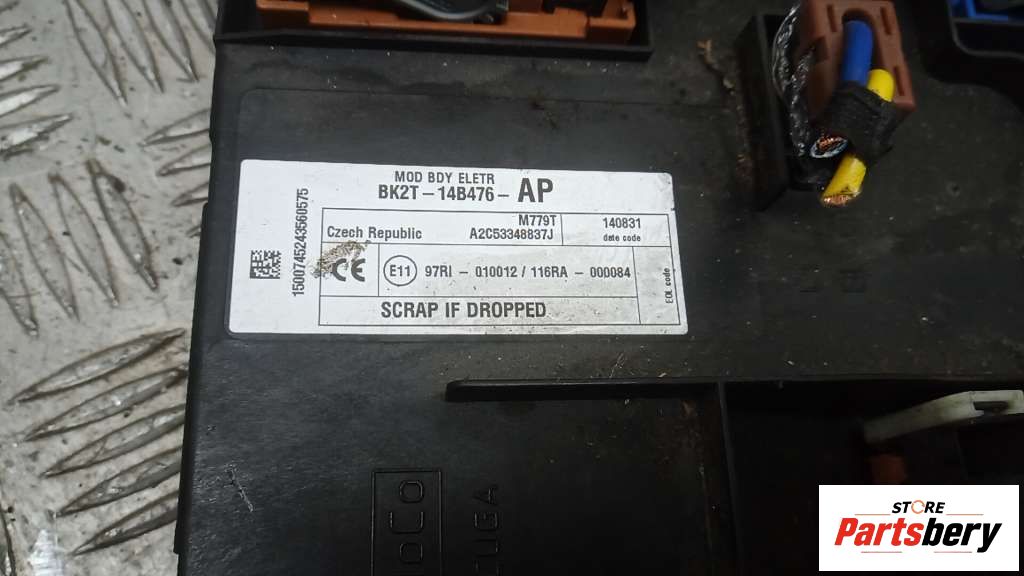 MOD BDY ELETR
BK2T-14B476- AP
1500745243560575
M779T
Czech Republic A2C53348837J
140831
date code
CE
E11 97RI - 010012 / 116RA - 000084
EOL code
SCRAP IF DROPPED
STORE
Partsbery